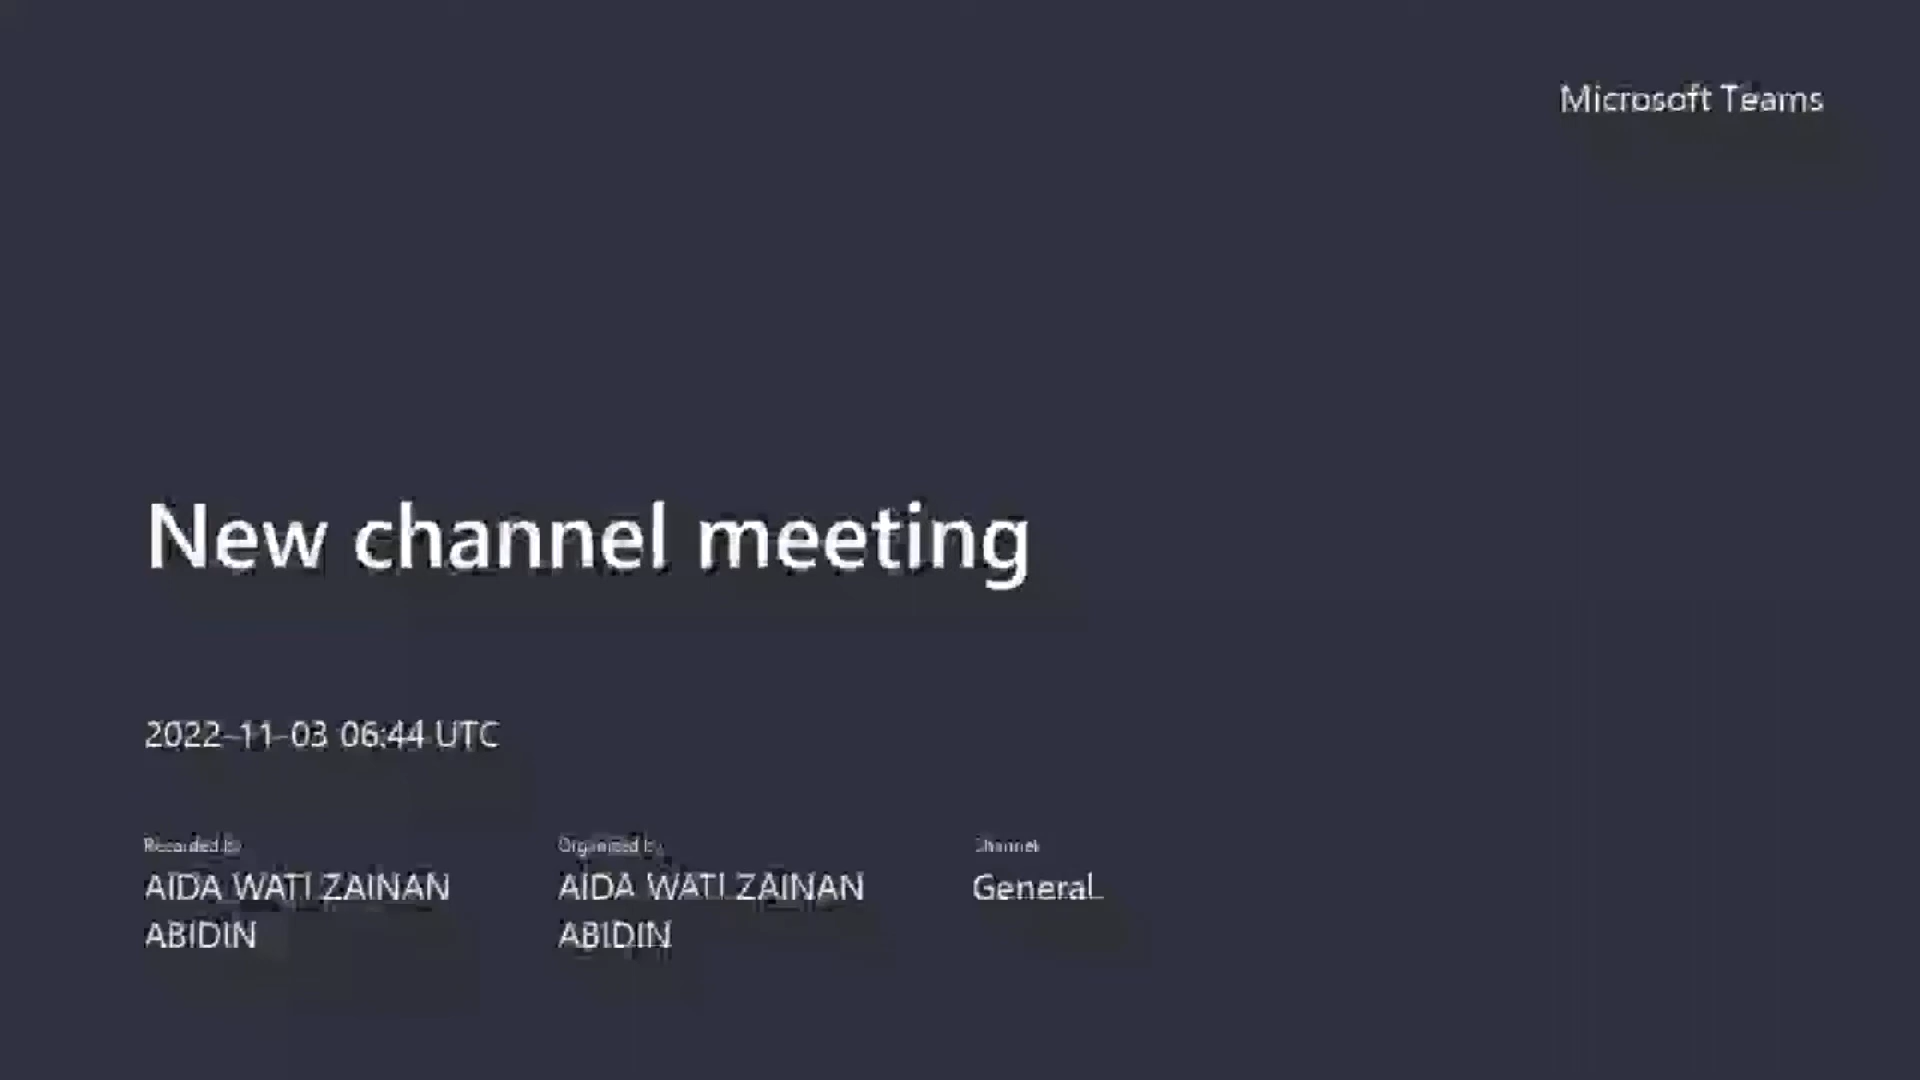 Microsoft Teams
New channel meeting
2022-11-03 06:44 UTC
Recorded by
Organized by
Channel
AIDA WATI ZAINAN
AIDA WATI ZAINAN
General
ABIDIN
ABIDIN